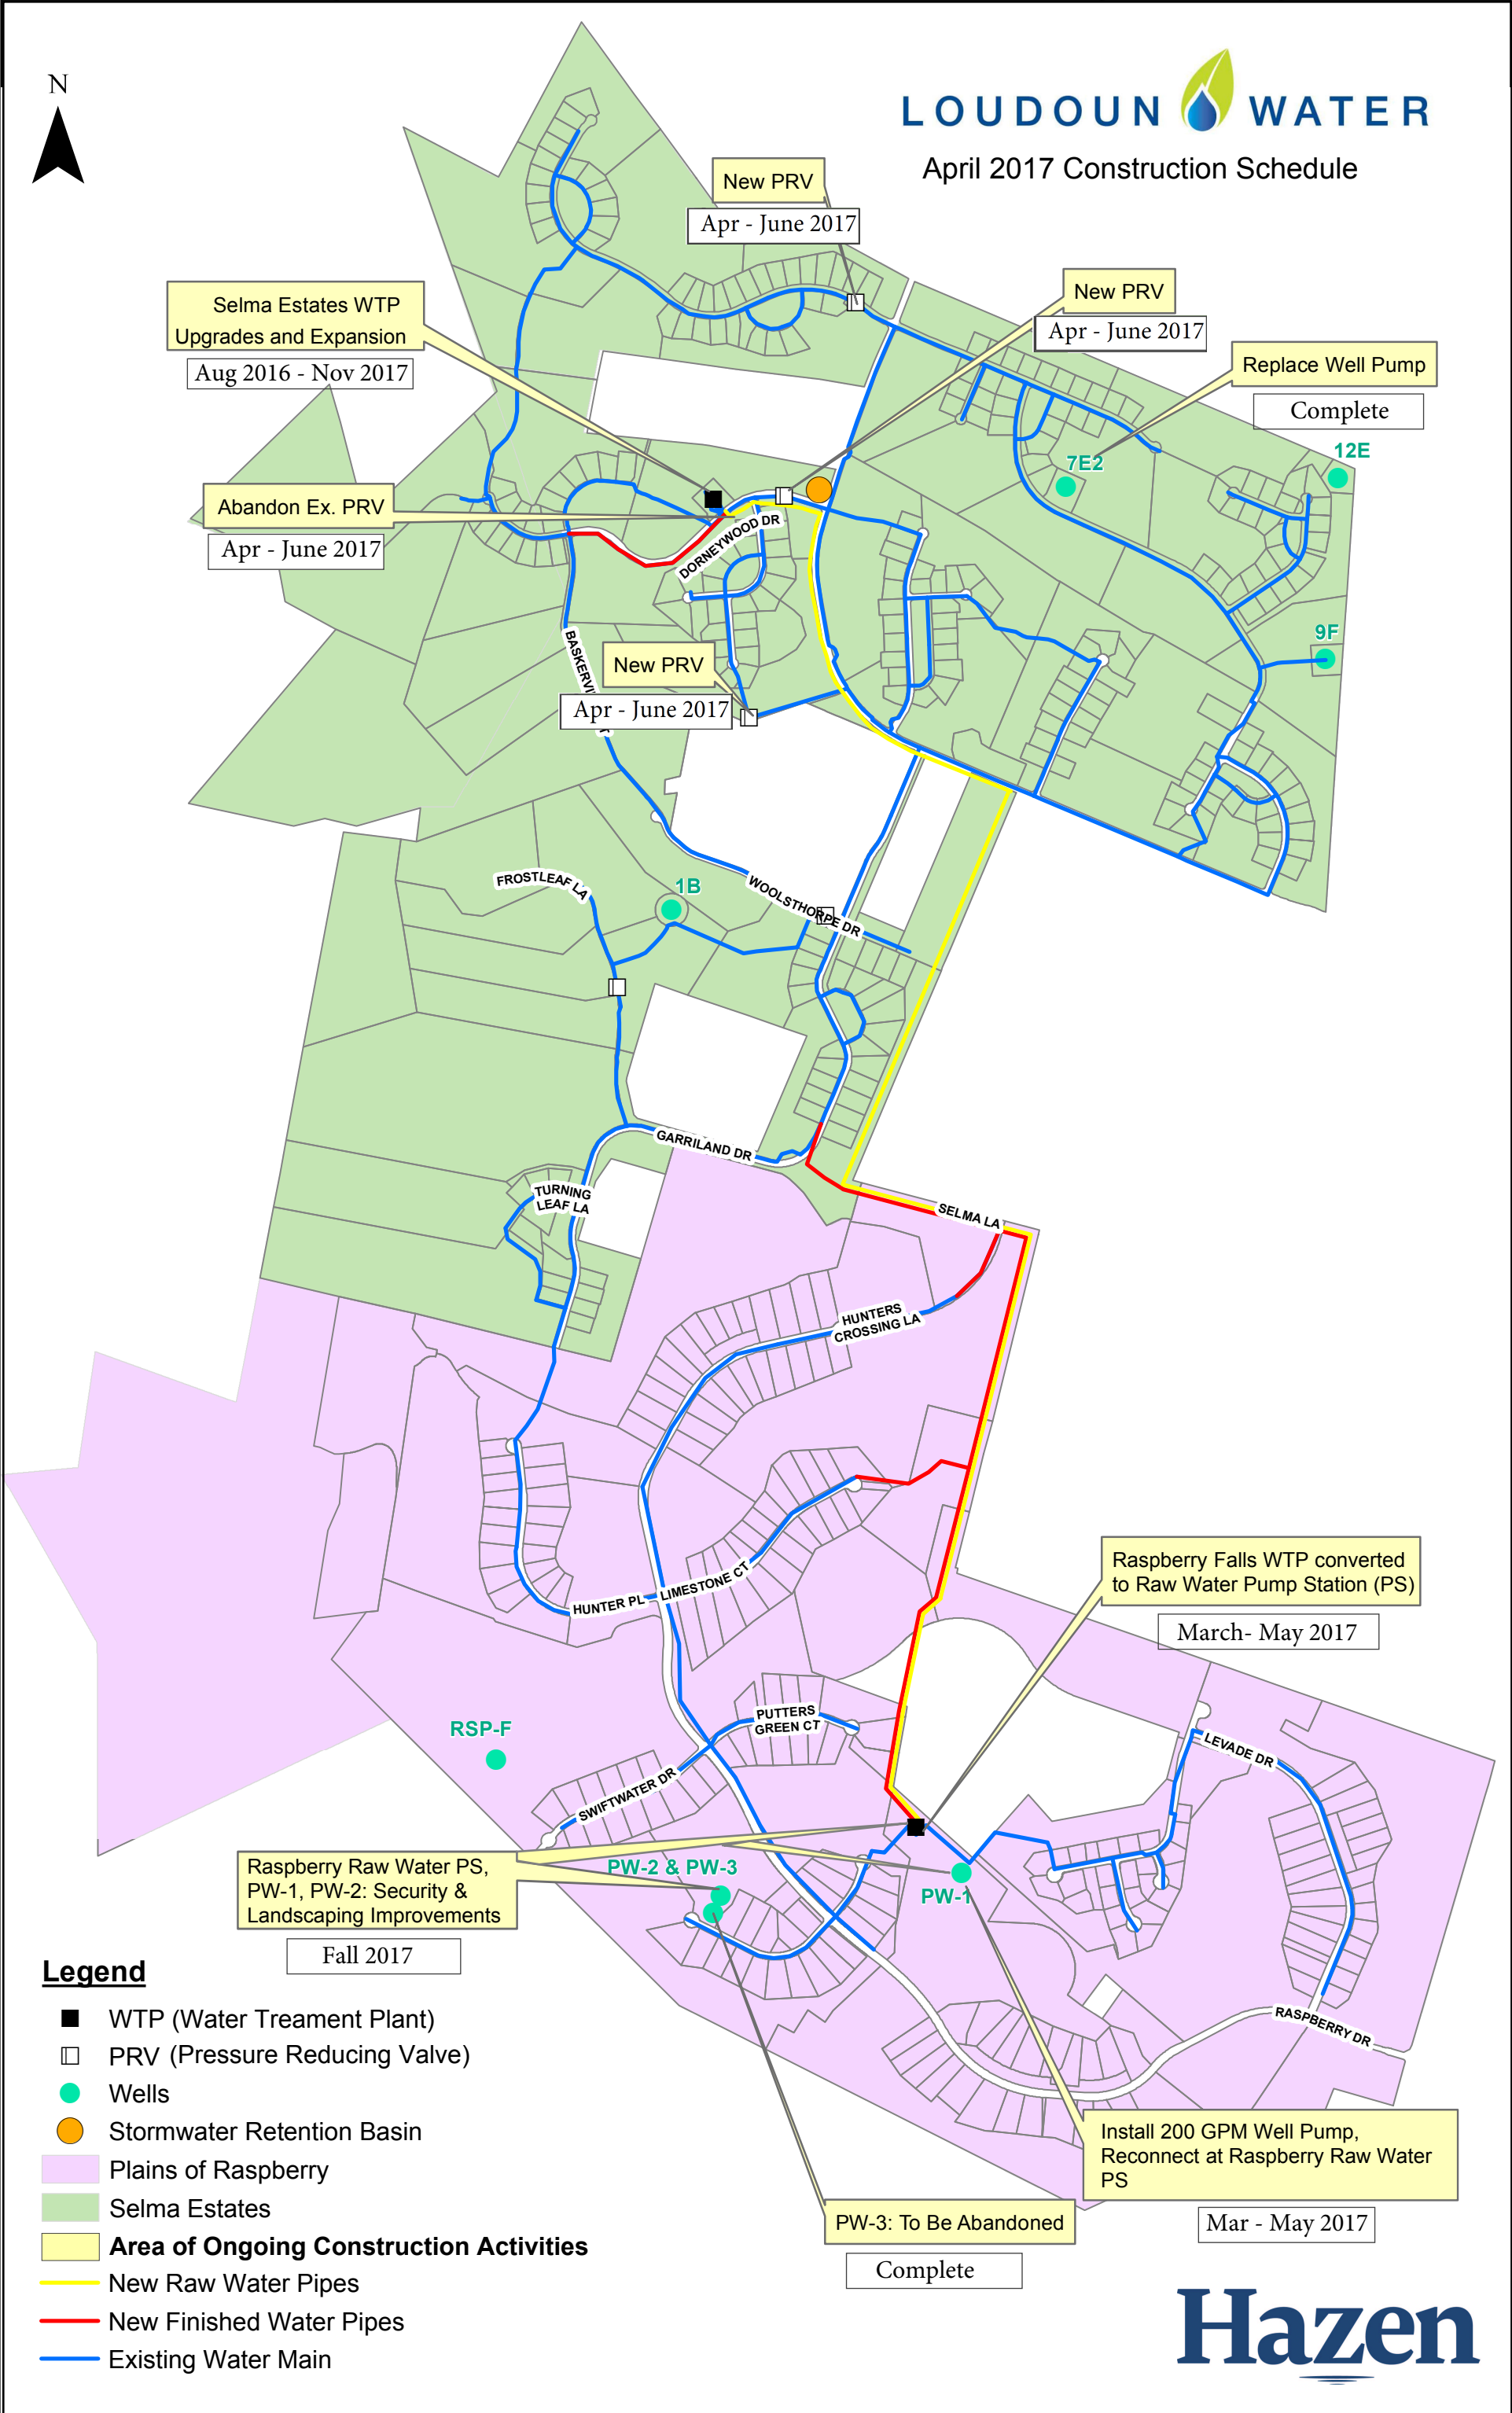 N
LOUDOUN WATER
April 2017 Construction Schedule
New PRV
Apr - June 2017
New PRV
Apr - June 2017
Selma Estates WTP
Upgrades and Expansion
Aug 2016 - Nov 2017
Replace Well Pump
Complete
12E
7E2
Abandon Ex. PRV
Apr - June 2017
DORNEYWOOD DR
9F
New PRV
Apr - June 2017
FROSTLEAF LA
1B
WOOLSTHORPE DR
GARRILAND DR
TURNING
LEAF LA
SELMA LA
HUNTERS
CROSSING LA
HUNTER PL
LIMESTONE CT
Raspberry Falls WTP converted
to Raw Water Pump Station (PS)
March- May 2017
PUTTERS
GREEN CT
RSP-F
LEVADE DR
SWIFTWATER DR
Raspberry Raw Water PS,
PW-1, PW-2: Security &
Landscaping Improvements
Fall 2017
PW-2 & PW-3
PW-1
RASPBERRY DR
Install 200 GPM Well Pump,
Reconnect at Raspberry Raw Water
PS
Mar - May 2017
PW-3: To Be Abandoned
Complete
Legend
WTP (Water Treament Plant)
PRV (Pressure Reducing Valve)
Wells
Stormwater Retention Basin
Plains of Raspberry
Selma Estates
Area of Ongoing Construction Activities
New Raw Water Pipes
New Finished Water Pipes
Existing Water Main
Hazen